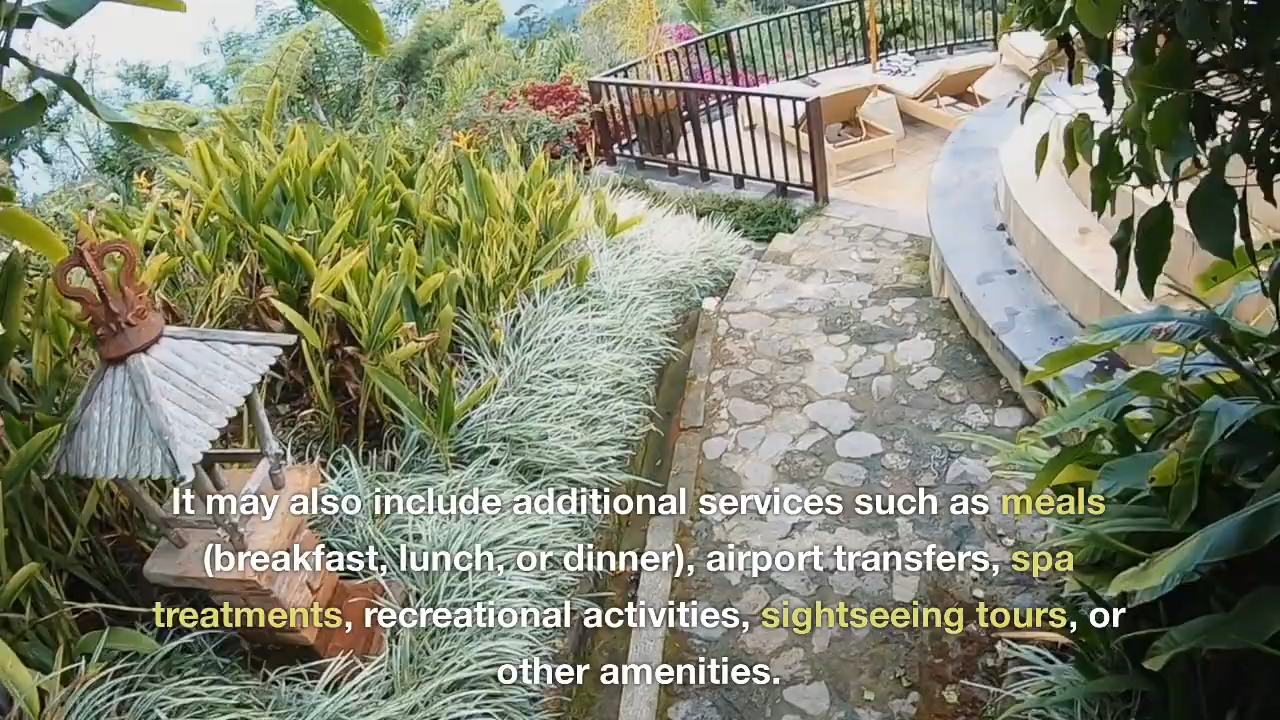 It may also include additional services such as meals
(breakfast, lunch, or dinner), airport transfers, spa
treatments, recreational activities, sightseeing tours, or
other amenities.